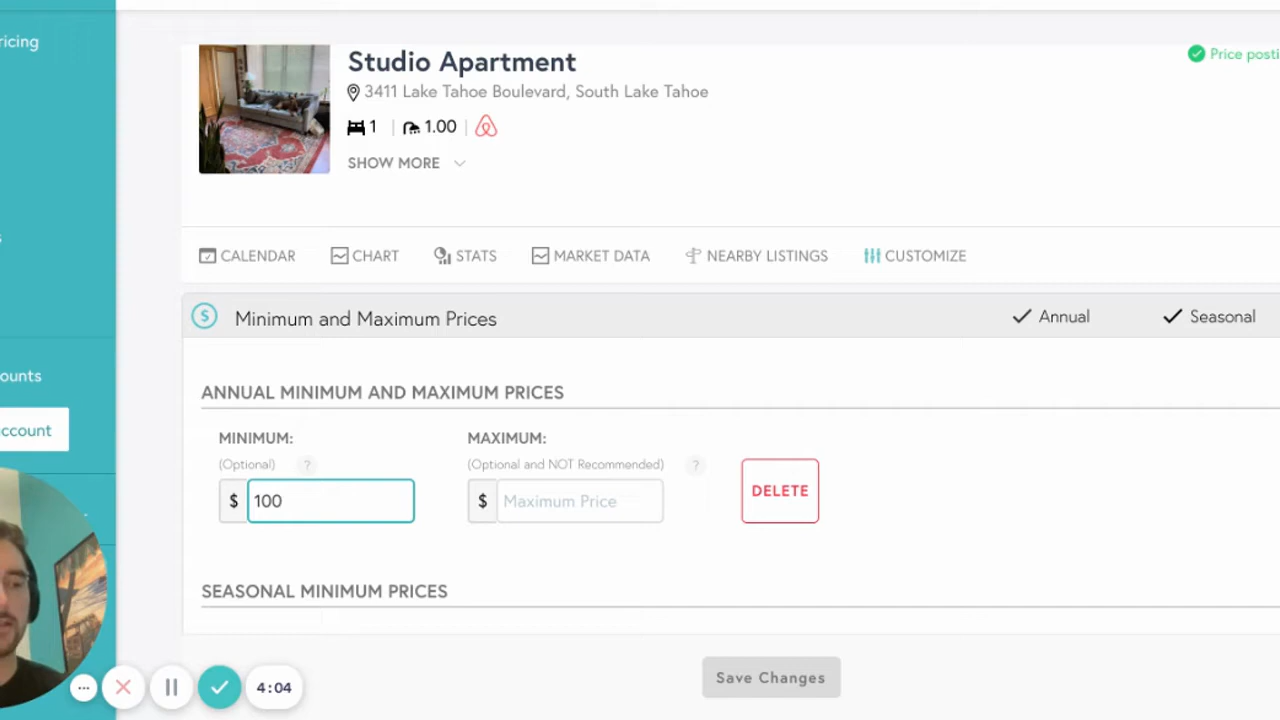 ricing
Studio Apartment
Price posti
3411 Lake Tahoe Boulevard, South Lake Tahoe
1 | 1.00 |
SHOW MORE
CALENDAR CHART STATS MARKET DATA NEARBY LISTINGS CUSTOMIZE
s
$ Minimum and Maximum Prices Annual Seasonal
ounts
ANNUAL MINIMUM AND MAXIMUM PRICES
ccount
MINIMUM: MAXIMUM:
(Optional) ? (Optional and NOT Recommended) ?
$ 100 $ Maximum Price DELETE
SEASONAL MINIMUM PRICES
Save Changes
4:04